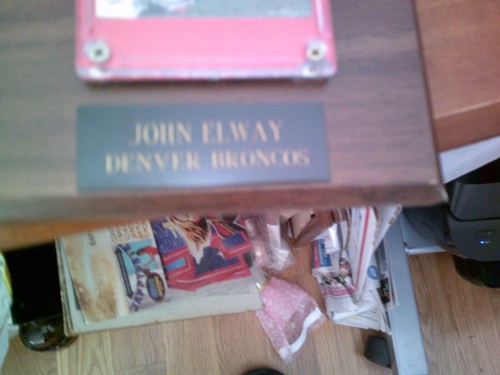 JOHN ELWAY
DENVER BRONCOS